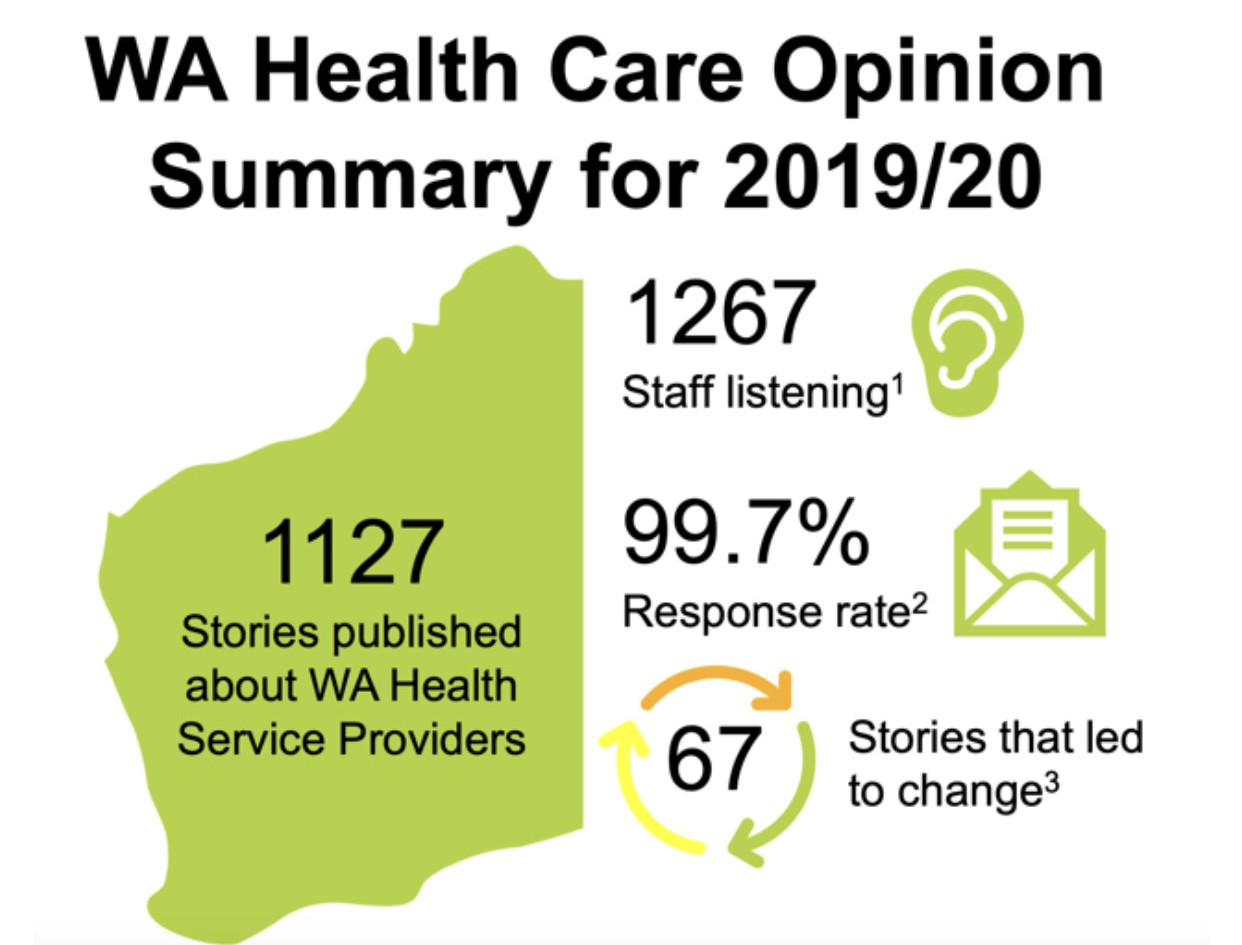 WA Health Care Opinion
Summary for 2019/20
1127
Stories published
about WA Health
Service Providers
1267
Staff listening¹
99.7%
Response rate²
67
Stories that led
to change³